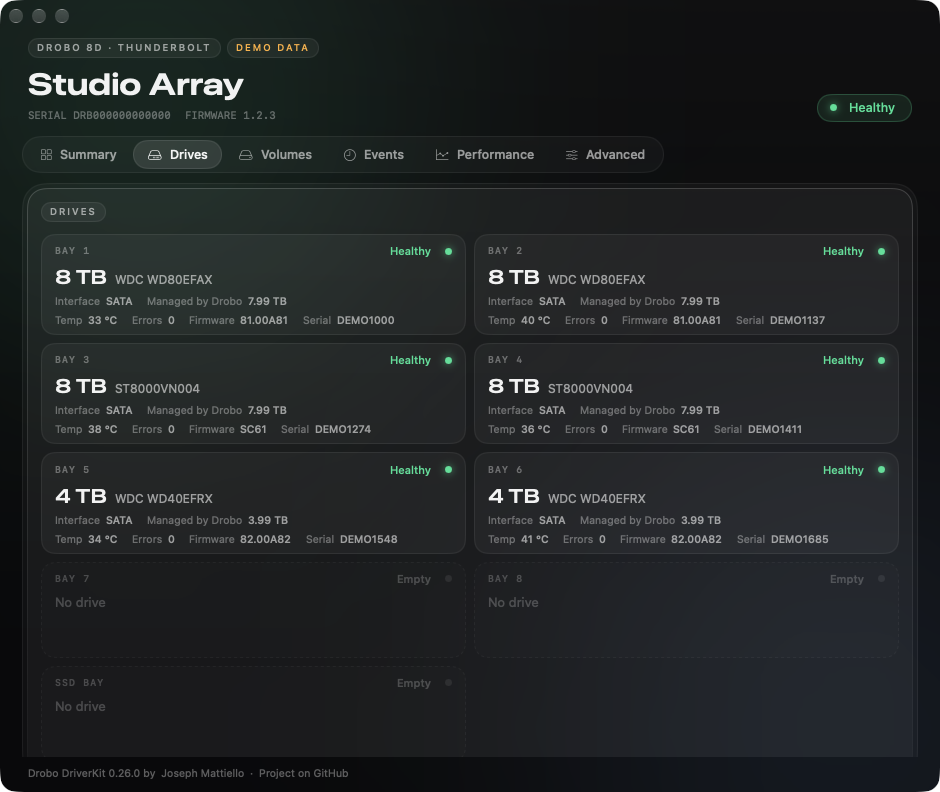 DROBO 8D · THUNDERBOLT DEMO DATA
Studio Array
SERIAL DRB000000000000 FIRMWARE 1.2.3
Healthy
Summary Drives Volumes Events Performance Advanced
DRIVES
BAY 1 Healthy
8 TB WDC WD80EFAX
Interface SATA Managed by Drobo 7.99 TB
Temp 33 °C Errors 0 Firmware 81.00A81 Serial DEMO1000
BAY 2 Healthy
8 TB WDC WD80EFAX
Interface SATA Managed by Drobo 7.99 TB
Temp 40 °C Errors 0 Firmware 81.00A81 Serial DEMO1137
BAY 3 Healthy
8 TB ST8000VN004
Interface SATA Managed by Drobo 7.99 TB
Temp 38 °C Errors 0 Firmware SC61 Serial DEMO1274
BAY 4 Healthy
8 TB ST8000VN004
Interface SATA Managed by Drobo 7.99 TB
Temp 36 °C Errors 0 Firmware SC61 Serial DEMO1411
BAY 5 Healthy
4 TB WDC WD40EFRX
Interface SATA Managed by Drobo 3.99 TB
Temp 34 °C Errors 0 Firmware 82.00A82 Serial DEMO1548
BAY 6 Healthy
4 TB WDC WD40EFRX
Interface SATA Managed by Drobo 3.99 TB
Temp 41 °C Errors 0 Firmware 82.00A82 Serial DEMO1685
BAY 7 Empty
No drive
BAY 8 Empty
No drive
SSD BAY Empty
No drive
Drobo DriverKit 0.26.0 by Joseph Mattiello · Project on GitHub